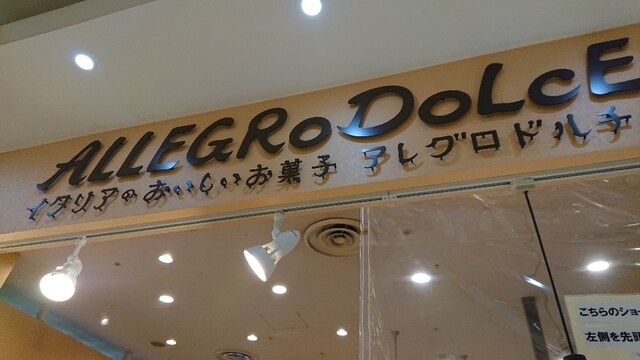 ALLEGRO DOLCE
イタリアのおいしいお菓子 アレグロドルチ
こちらのショー
左側を先頭